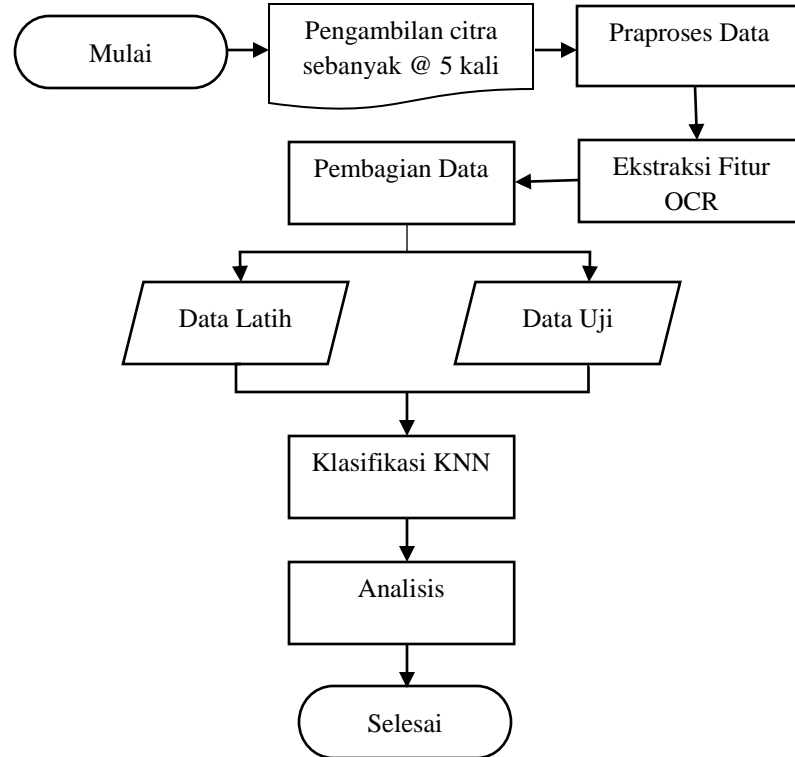 Mulai
Pengambilan citra
sebanyak @ 5 kali
Praproses Data
Ekstraksi Fitur
OCR
Pembagian Data
Data Latih
Data Uji
Klasifikasi KNN
Analisis
Selesai